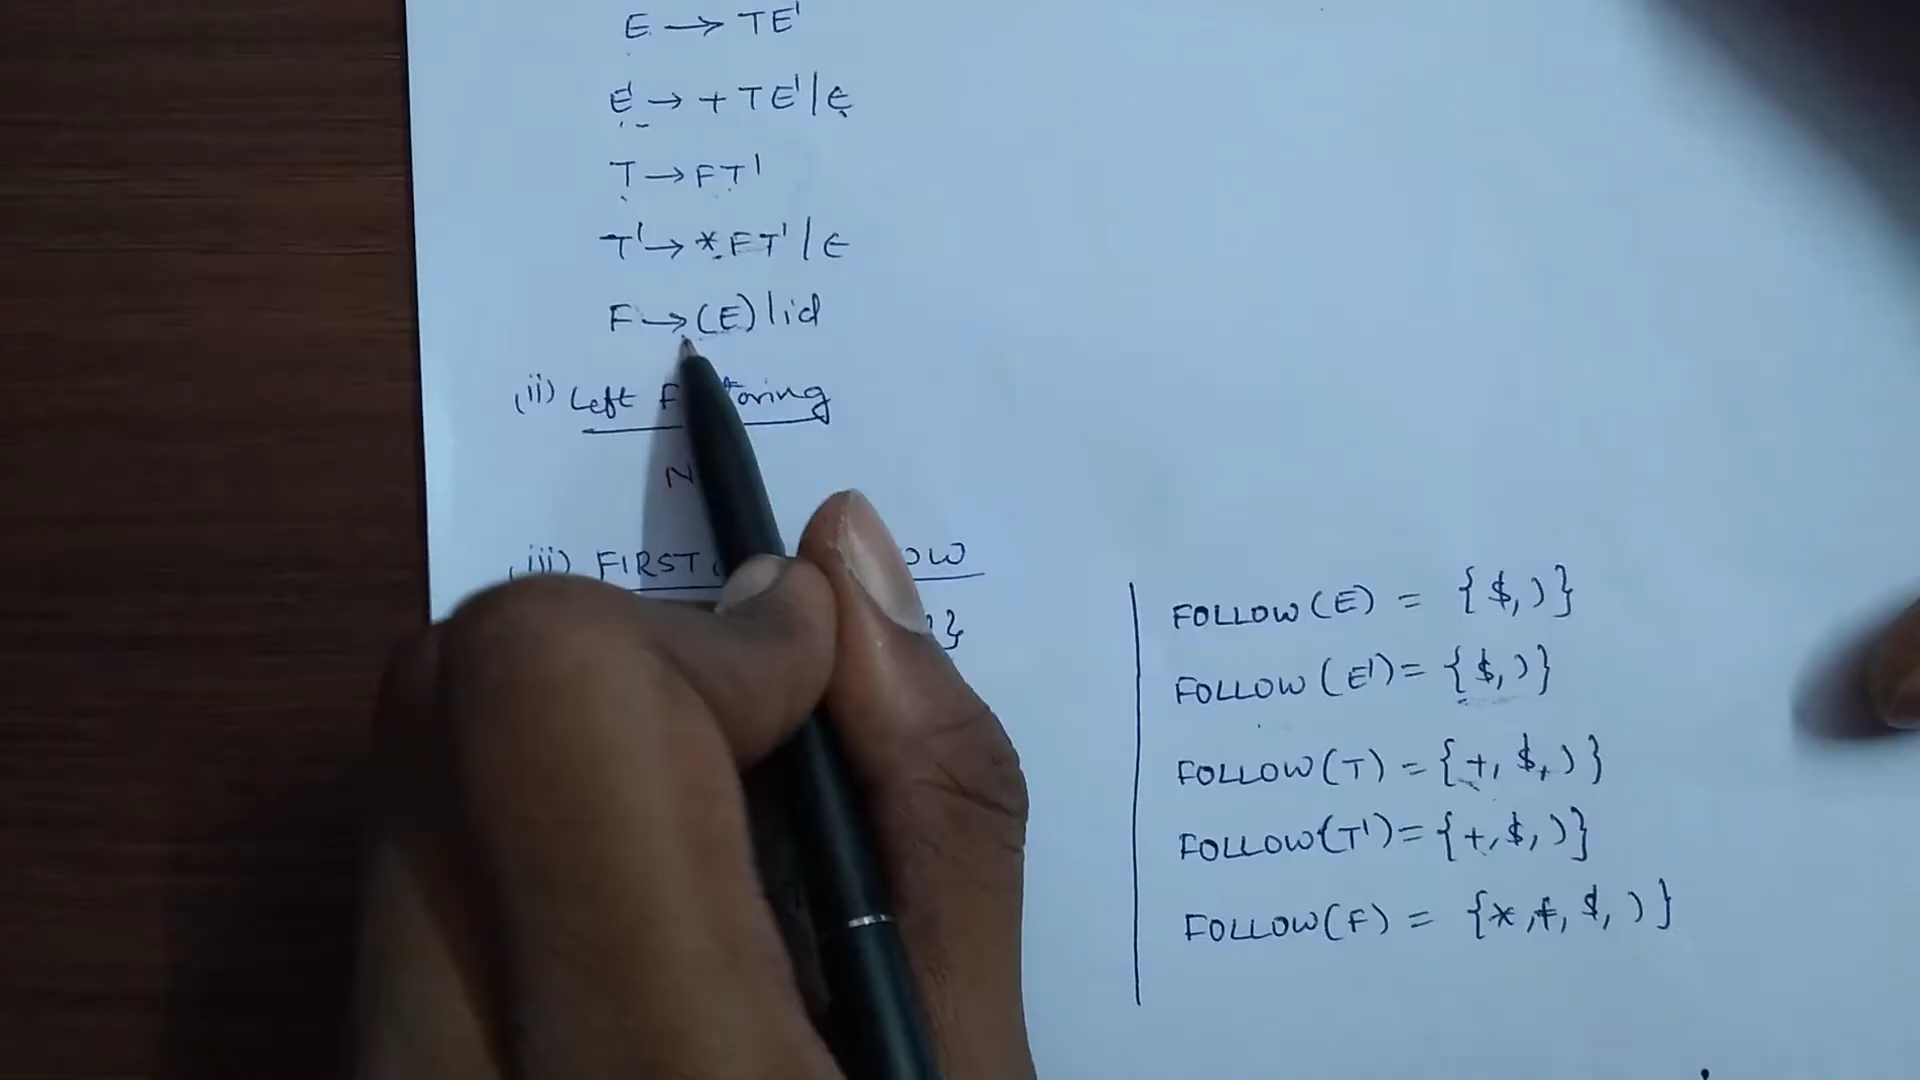 E → TE'
E' → + TE' | ε
T → FT'
T' → * FT' | ε
F → (E) | id
(ii) Left
(iii) FIRST
}
FOLLOW (E) = {$, )}
FOLLOW (E') = {$, )}
FOLLOW (T) = {+, $, )}
FOLLOW (T') = {+, $, )}
FOLLOW (F) = {*, +, $, )}